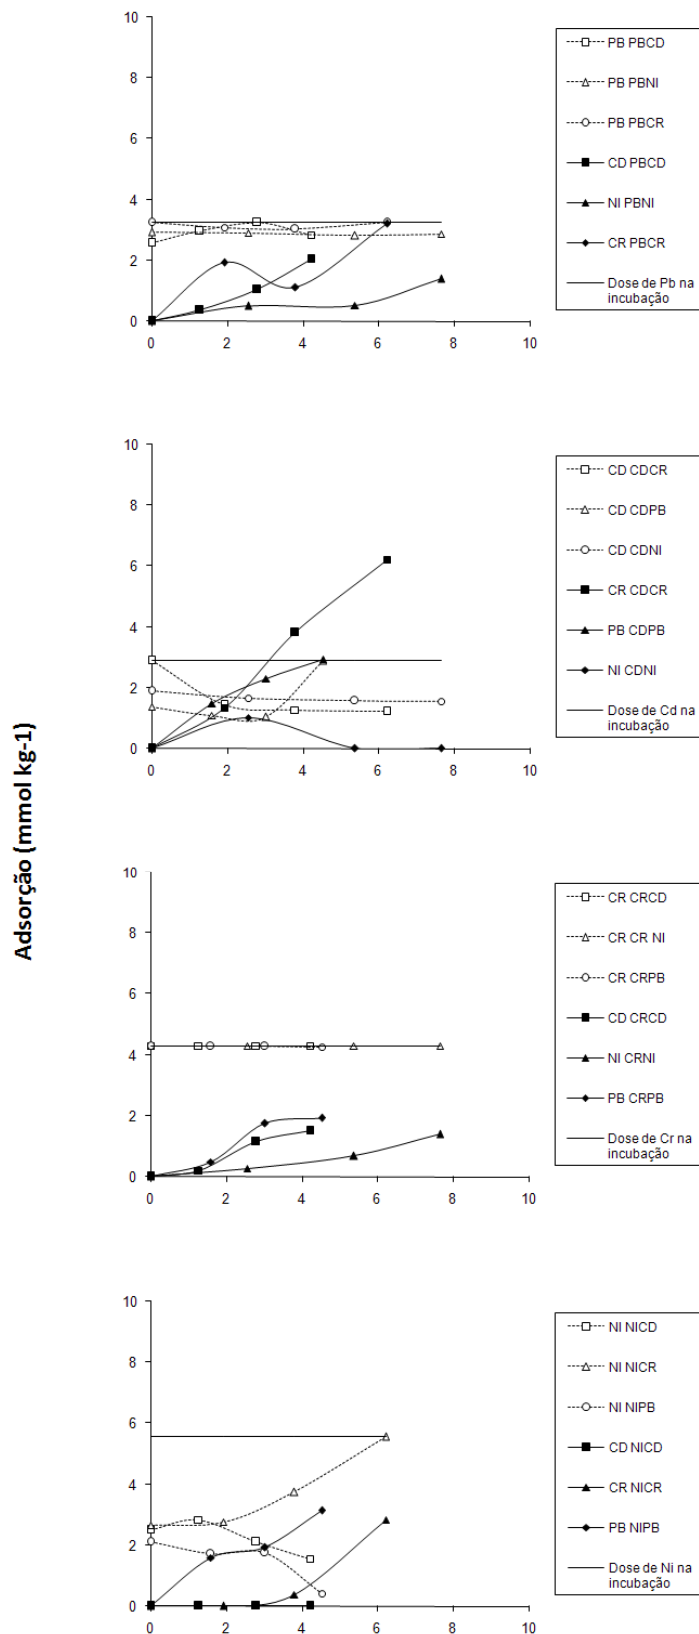 10
8
6
4
2
0
0
2
4
6
8
10
PB PBCD
PB PBNI
PB PBCR
CD PBCD
NI PBNI
CR PBCR
Dose de Pb na
incubação
10
8
6
4
2
0
0
2
4
6
8
10
CD CDCR
CD CDPB
CD CDNI
CR CDCR
PB CDPB
NI CDNI
Dose de Cd na
incubação
Adsorção (mmol kg-1)
10
8
6
4
2
0
0
2
4
6
8
10
CR CRCD
CR CR NI
CR CRPB
CD CRCD
NI CRNI
PB CRPB
Dose de Cr na
incubação
10
8
6
4
2
0
0
2
4
6
8
10
NI NICD
NI NICR
NI NIPB
CD NICD
CR NICR
PB NIPB
Dose de Ni na
incubação